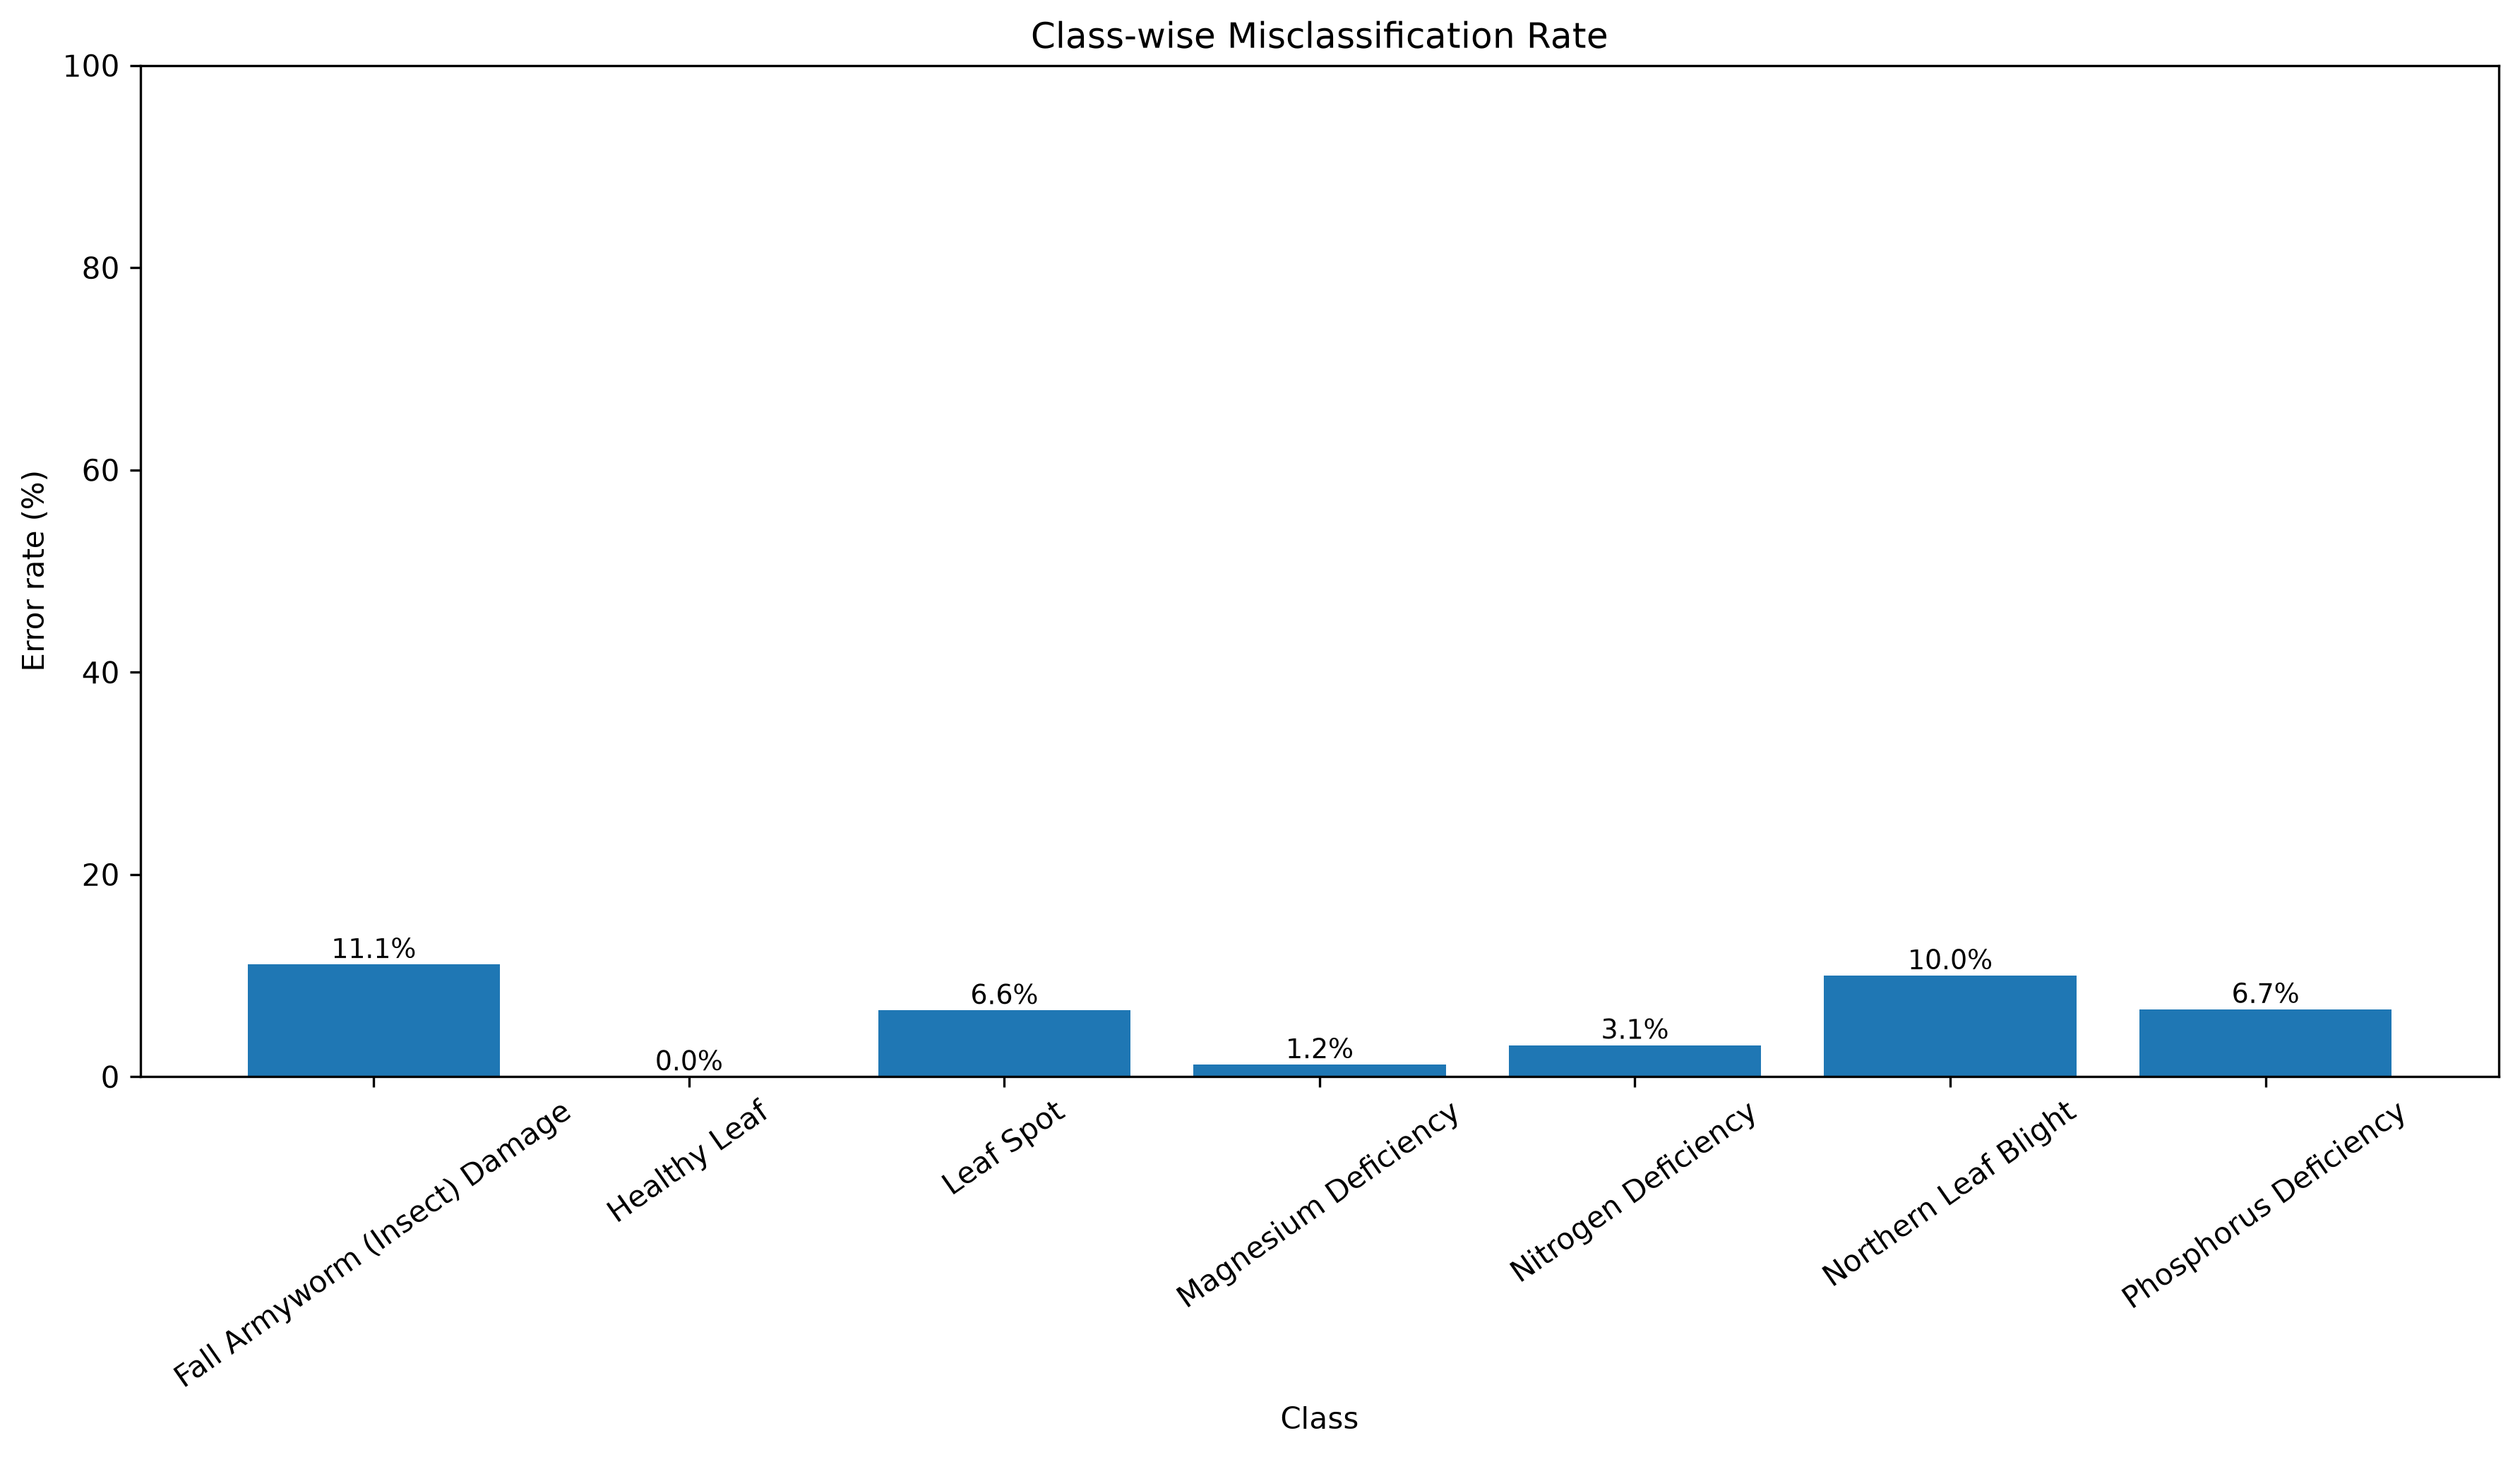 Class-wise Misclassification Rate
100
80
60
40
20
0
Error rate (%)
11.1%
0.0%
6.6%
1.2%
3.1%
10.0%
6.7%
Fall Armyworm (Insect) Damage
Healthy Leaf
Leaf Spot
Magnesium Deficiency
Nitrogen Deficiency
Northern Leaf Blight
Phosphorus Deficiency
Class